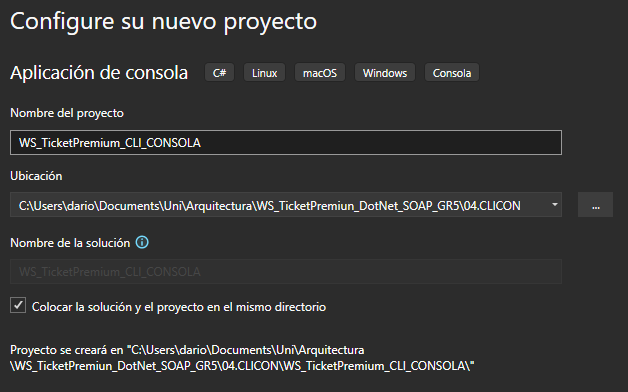 Configure su nuevo proyecto
Aplicación de consola C# Linux macOS Windows Consola
Nombre del proyecto
WS_TicketPremium_CLI_CONSOLA
Ubicación
C:\Users\dario\Documents\Uni\Arquitectura\WS_TicketPremiun_DotNet_SOAP_GR5\04.CLICON
...
Nombre de la solución
WS_TicketPremium_CLI_CONSOLA
Colocar la solución y el proyecto en el mismo directorio
Proyecto se creará en "C:\Users\dario\Documents\Uni\Arquitectura
\WS_TicketPremiun_DotNet_SOAP_GR5\04.CLICON\WS_TicketPremium_CLI_CONSOLA\"